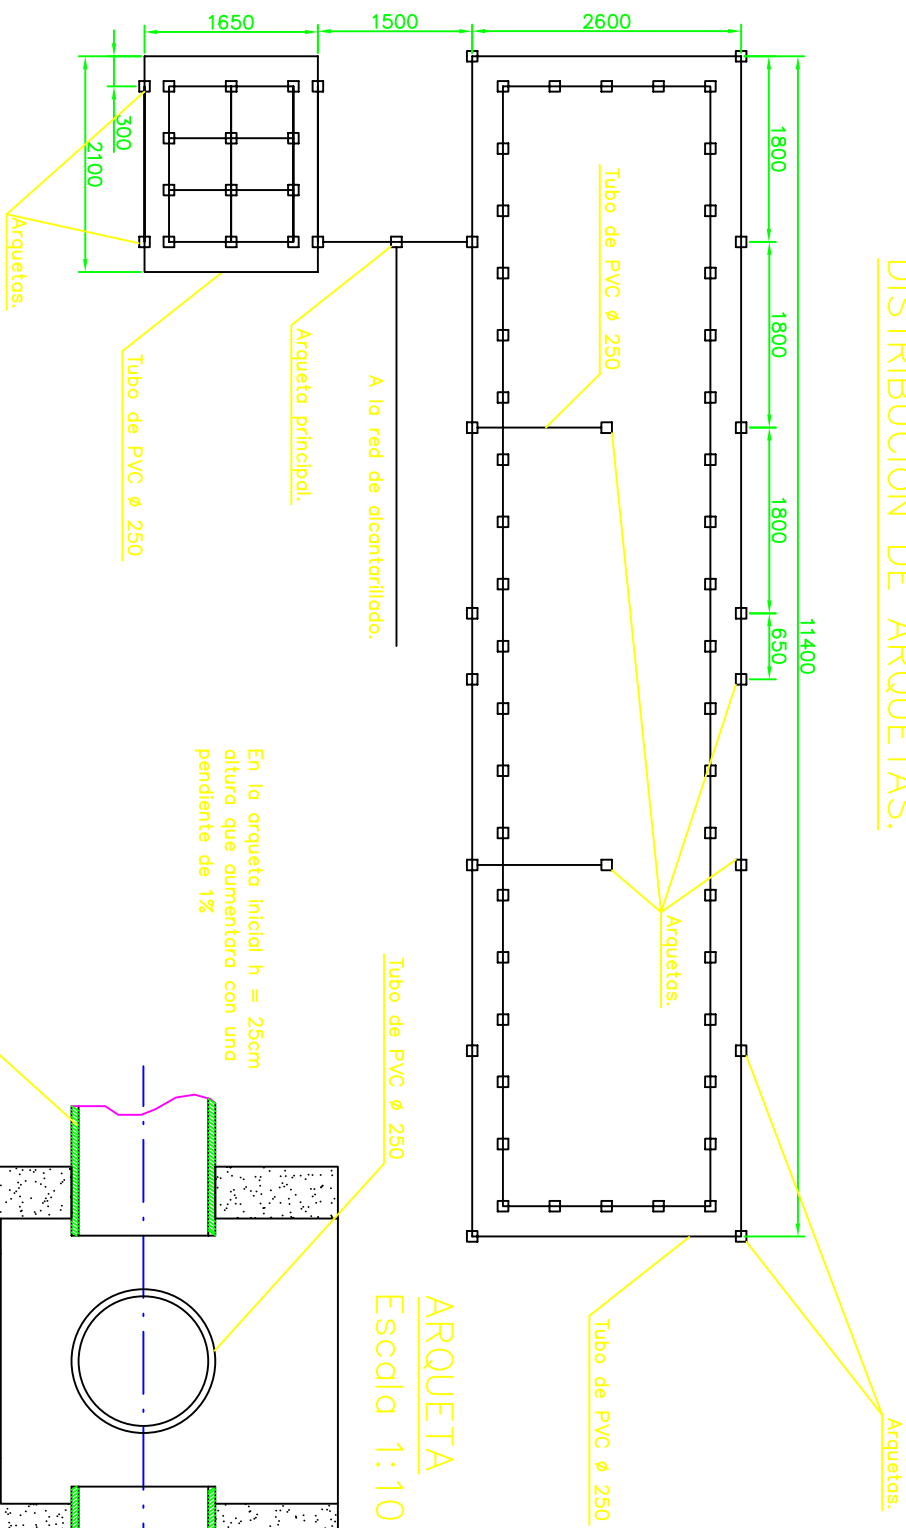 DISTRIBUCION DE ARQUETAS.
11400
1800
1800
1800
650
2600
1500
1650
300
2100
Tubo de PVC ø 250
Arquetas.
Arquetas.
Arquetas.
Arqueta principal.
A la red de alcantarillado.
Tubo de PVC ø 250
Tubo de PVC ø 250
ARQUETA
Escala 1:10
Tubo de PVC ø 250
En la arqueta inicial h = 25cm
altura que aumentara con una
pendiente de 1%